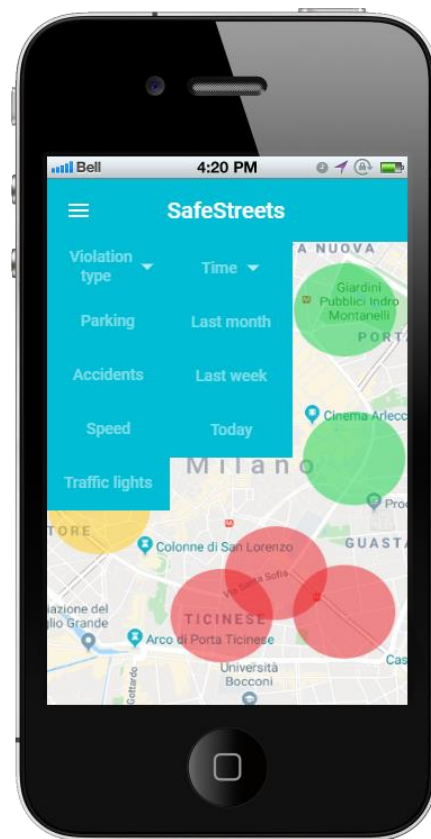 Bell 4:20 PM
SafeStreets
Violation
type
Time
Parking
Last month
Accidents
Last week
Speed
Today
Traffic lights
A NUOVA
Giardini
Pubblici Indro
Montanelli
PORT
Cinema Arlecc
Milano
Pro
TORE
Colonne di San Lorenzo
GUASTA
Via Santa Sofia
iazione del
glio Grande
TICINESE
Arco di Porta Ticinese
Università
Bocconi
Cas
Gottardo